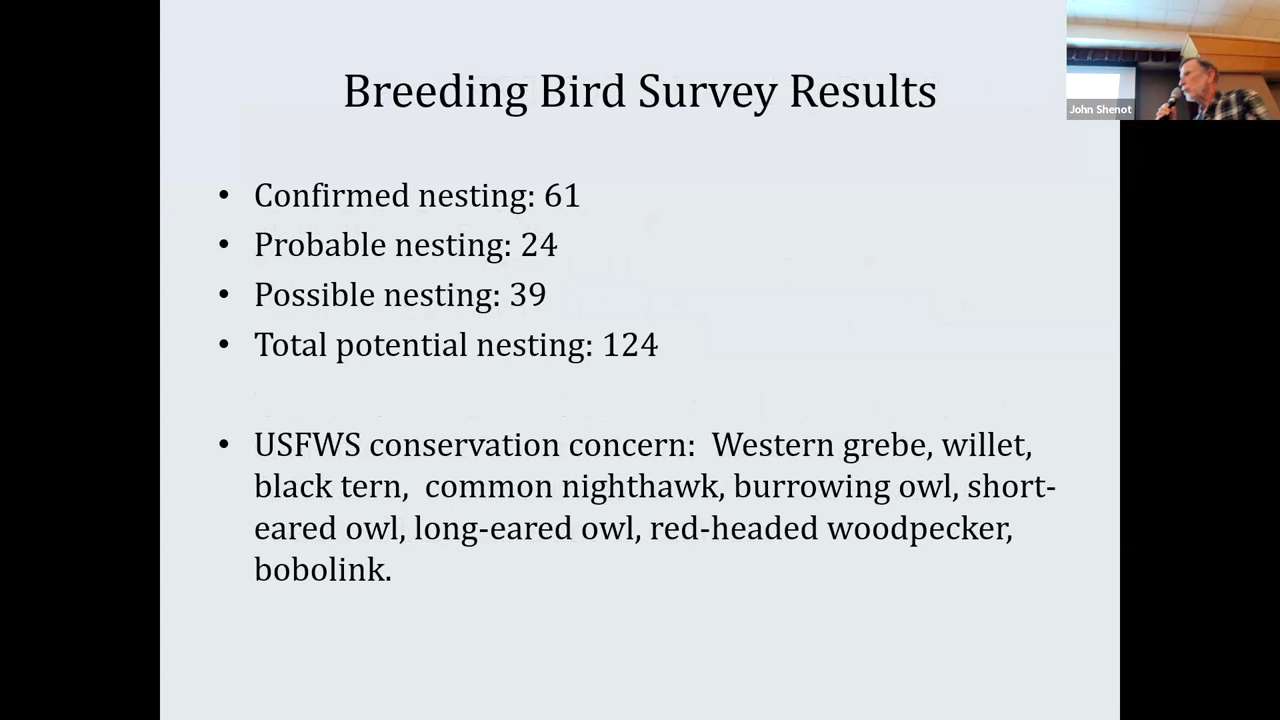 Breeding Bird Survey Results
John Shenot
• Confirmed nesting: 61
• Probable nesting: 24
• Possible nesting: 39
• Total potential nesting: 124
• USFWS conservation concern:  Western grebe, willet,
black tern,  common nighthawk, burrowing owl, short-
eared owl, long-eared owl, red-headed woodpecker,
bobolink.